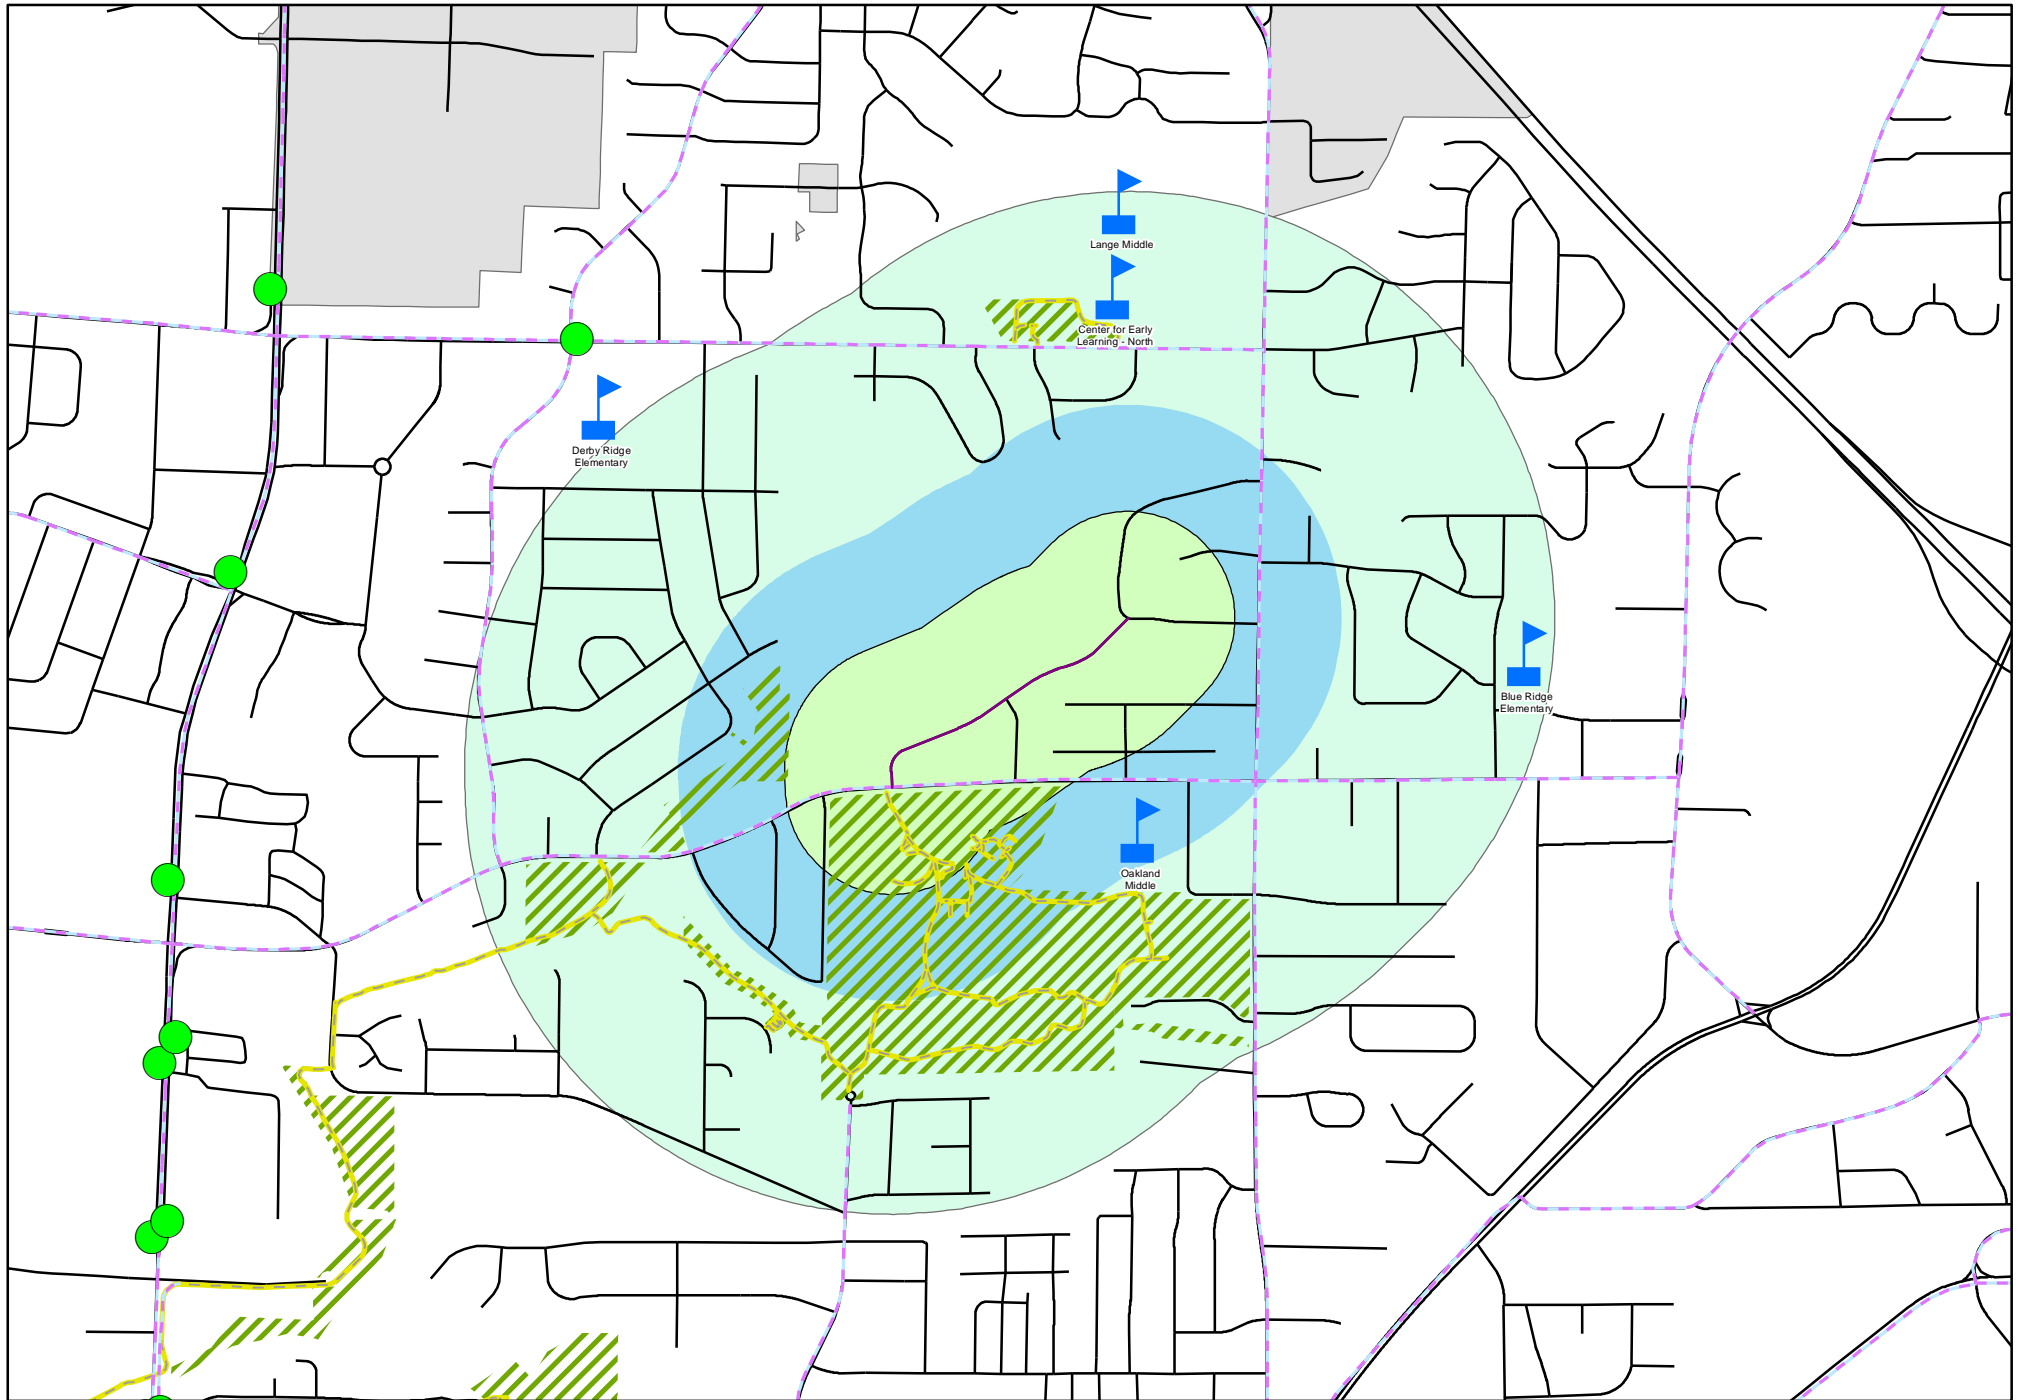 Lange Middle
Center for Early
Learning - North
Derby Ridge
Elementary
Blue Ridge
Elementary
Oakland
Middle